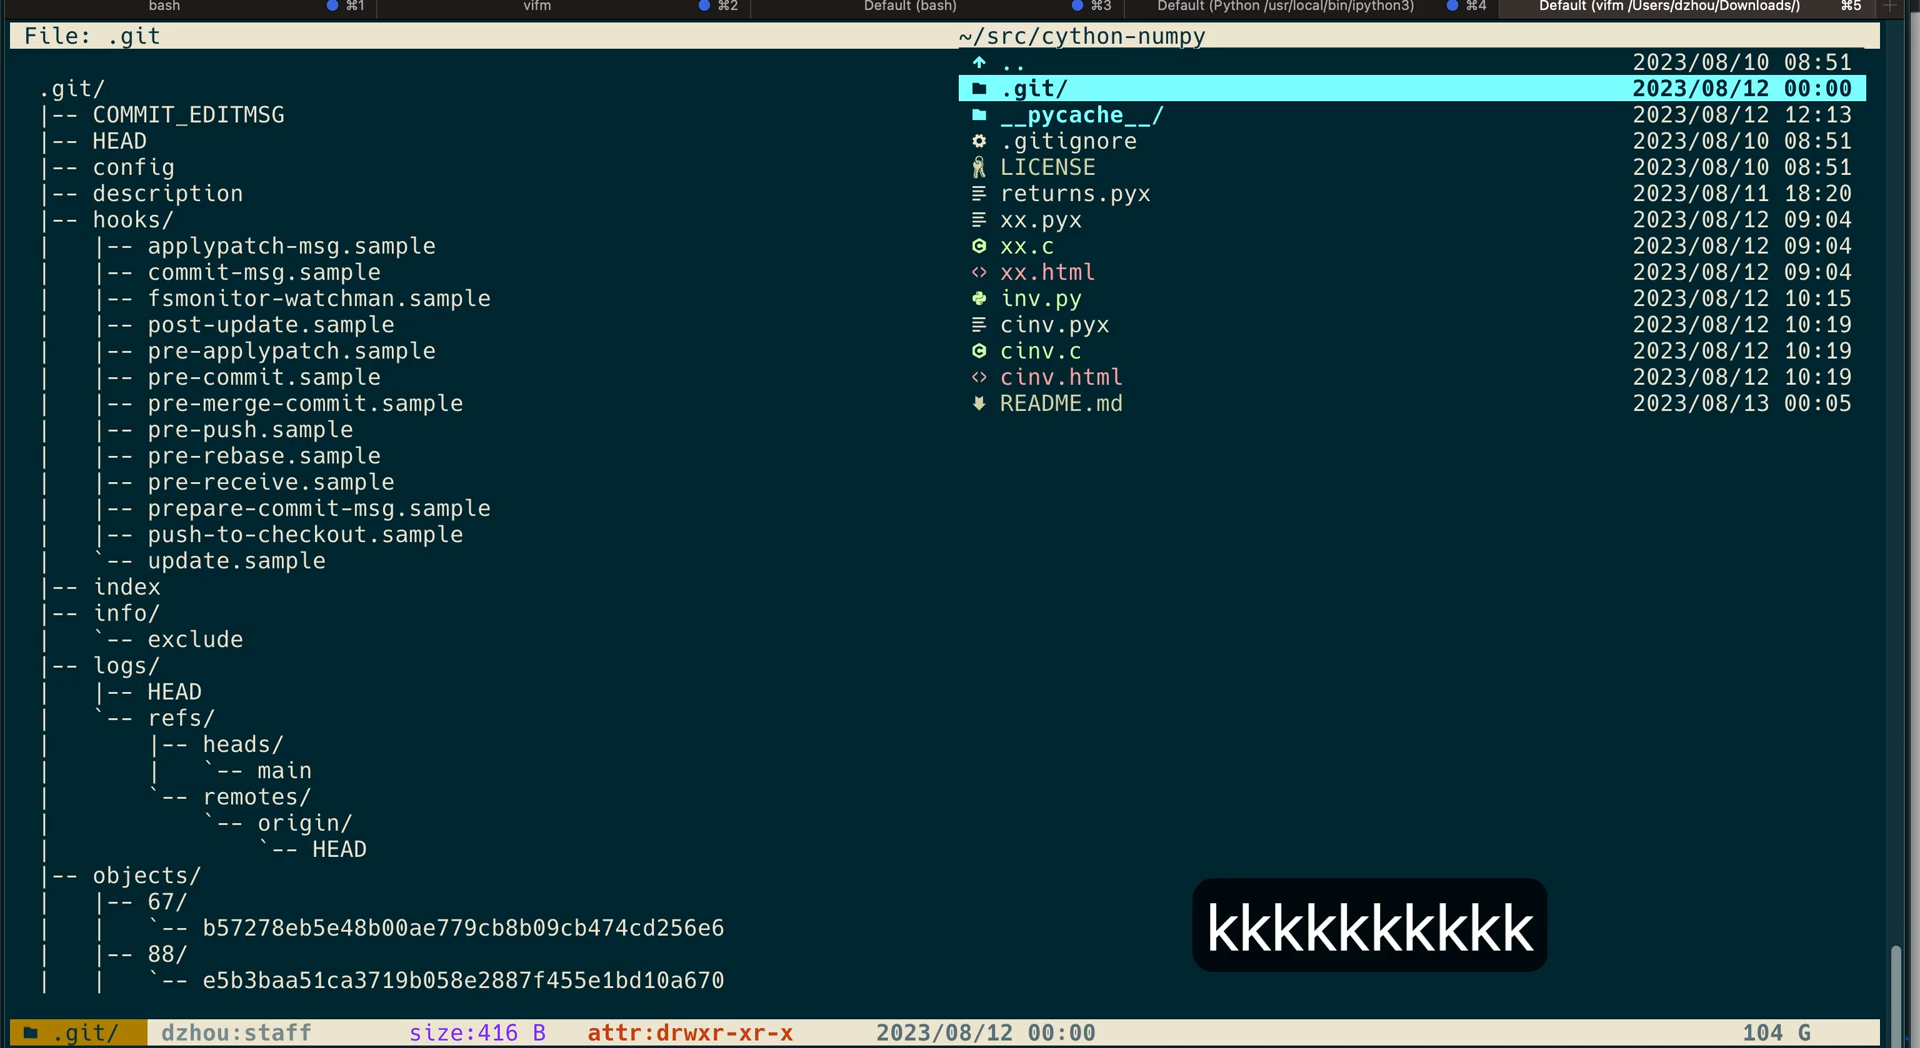 bash ⌘1 vifm ⌘2 Default (bash) ⌘3 Default (Python /usr/local/bin/ipython3) ⌘4 Default (vifm /Users/dzhou/Downloads/) ⌘5 +
File: .git
.git/
|-- COMMIT_EDITMSG
|-- HEAD
|-- config
|-- description
|-- hooks/
|   |-- applypatch-msg.sample
|   |-- commit-msg.sample
|   |-- fsmonitor-watchman.sample
|   |-- post-update.sample
|   |-- pre-applypatch.sample
|   |-- pre-commit.sample
|   |-- pre-merge-commit.sample
|   |-- pre-push.sample
|   |-- pre-rebase.sample
|   |-- pre-receive.sample
|   |-- prepare-commit-msg.sample
|   |-- push-to-checkout.sample
|   `-- update.sample
|-- index
|-- info/
|   `-- exclude
|-- logs/
|   |-- HEAD
|   `-- refs/
|       |-- heads/
|       |   `-- main
|       `-- remotes/
|           `-- origin/
|               `-- HEAD
|-- objects/
|   |-- 67/
|   |   `-- b57278eb5e48b00ae779cb8b09cb474cd256e6
|   |-- 88/
|   |   `-- e5b3baa51ca3719b058e2887f455e1bd10a670
~/src/cython-numpy
.. 2023/08/10 08:51
.git/ 2023/08/12 00:00
__pycache__/ 2023/08/12 12:13
.gitignore 2023/08/10 08:51
LICENSE 2023/08/10 08:51
returns.pyx 2023/08/11 18:20
xx.pyx 2023/08/12 09:04
xx.c 2023/08/12 09:04
xx.html 2023/08/12 09:04
inv.py 2023/08/12 10:15
cinv.pyx 2023/08/12 10:19
cinv.c 2023/08/12 10:19
cinv.html 2023/08/12 10:19
README.md 2023/08/13 00:05
kkkkkkkkkk
.git/ dzhou:staff size:416 B attr:drwxr-xr-x 2023/08/12 00:00 104 G